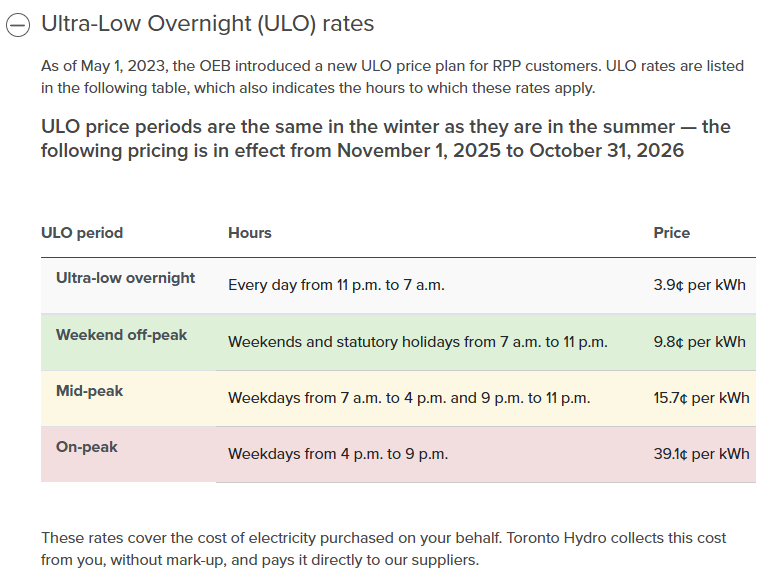 Ultra-Low Overnight (ULO) rates
As of May 1, 2023, the OEB introduced a new ULO price plan for RPP customers. ULO rates are listed
in the following table, which also indicates the hours to which these rates apply.
ULO price periods are the same in the winter as they are in the summer — the
following pricing is in effect from November 1, 2025 to October 31, 2026
ULO period Hours Price
Ultra-low overnight Every day from 11 p.m. to 7 a.m. 3.9¢ per kWh
Weekend off-peak Weekends and statutory holidays from 7 a.m. to 11 p.m. 9.8¢ per kWh
Mid-peak Weekdays from 7 a.m. to 4 p.m. and 9 p.m. to 11 p.m. 15.7¢ per kWh
On-peak Weekdays from 4 p.m. to 9 p.m. 39.1¢ per kWh
These rates cover the cost of electricity purchased on your behalf. Toronto Hydro collects this cost
from you, without mark-up, and pays it directly to our suppliers.